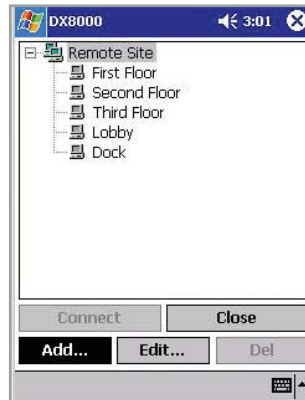 DX8000 3:01
Remote Site
First Floor
Second Floor
Third Floor
Lobby
Dock
Connect Close
Add... Edit... Del